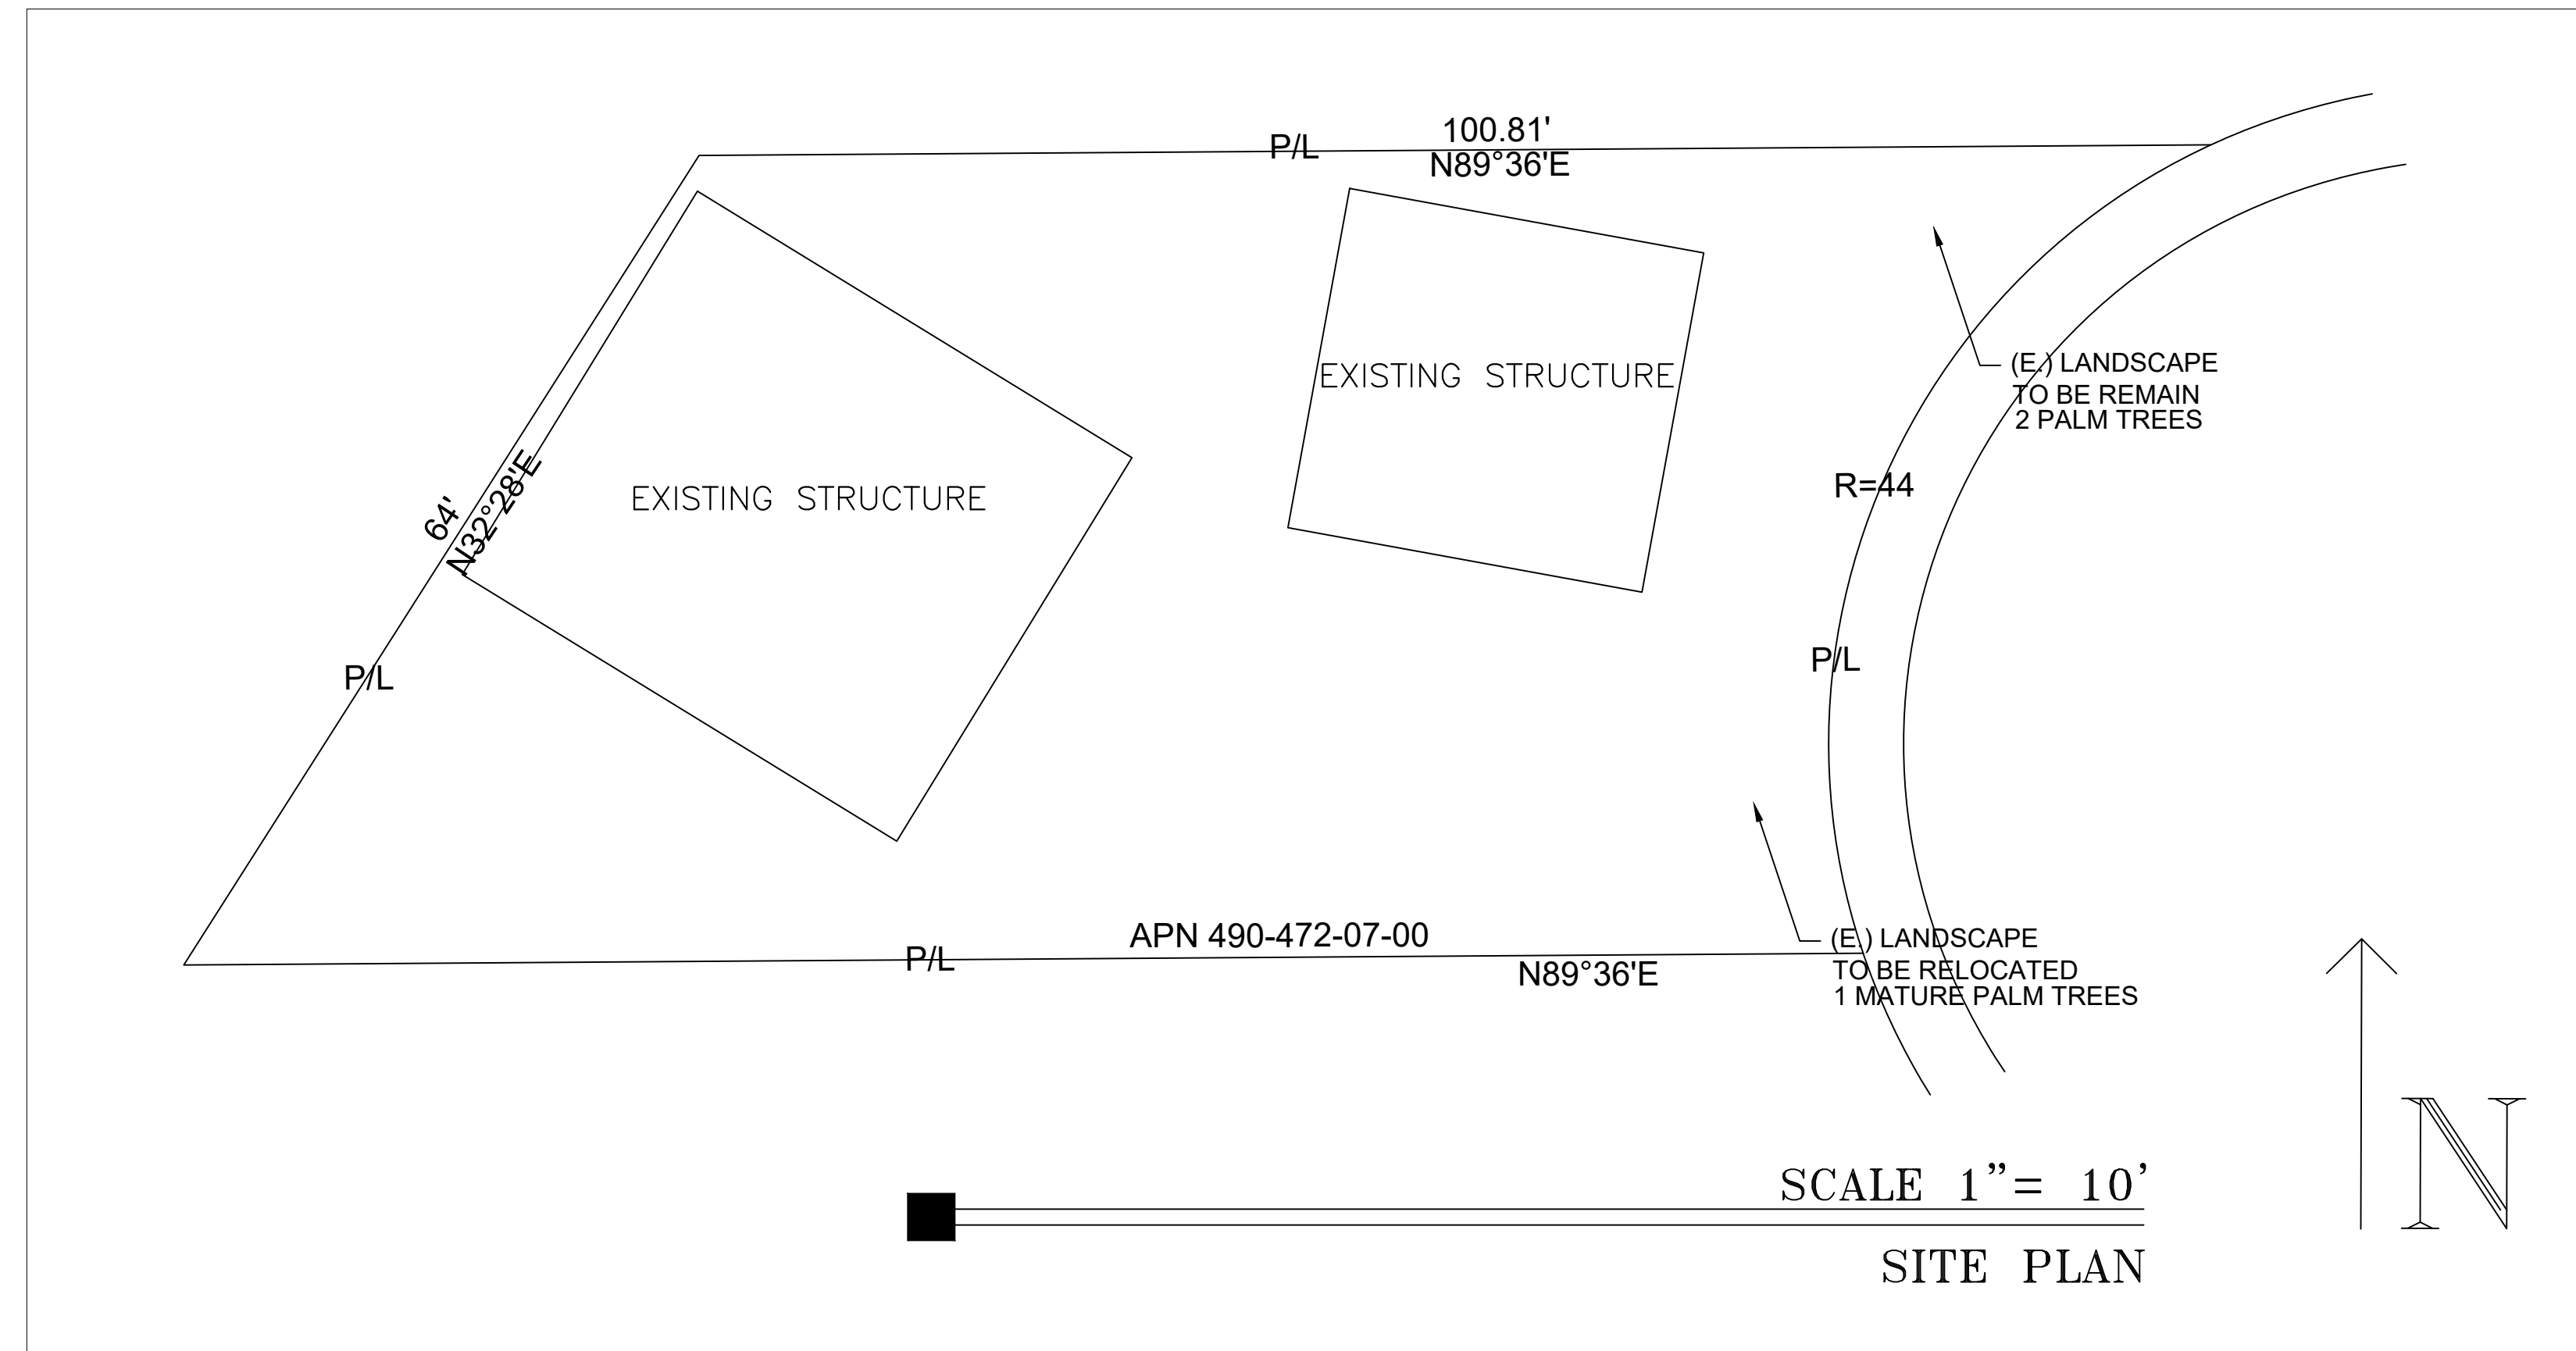 100.81'
P/L
N89°36'E
EXISTING STRUCTURE
(E.) LANDSCAPE
TO BE REMAIN
2 PALM TREES
EXISTING STRUCTURE
R=44
64'
N32°28'E
P/L
P/L
APN 490-472-07-00
P/L
N89°36'E
(E.) LANDSCAPE
TO BE RELOCATED
1 MATURE PALM TREES
SCALE 1"= 10'
SITE PLAN
N